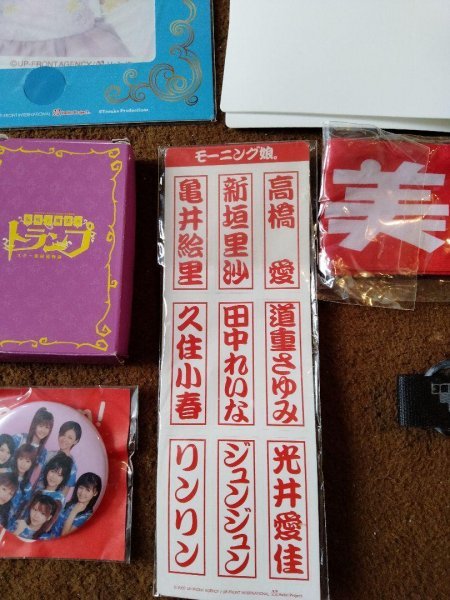 ©UP-FRONT AGENCY
©Tanabe Productions
トランプ
モーニング娘。
高橋 愛
新垣里沙
亀井絵里
道重さゆみ
田中れいな
久住小春
光井愛佳
ジュンジュン
リンリン
美